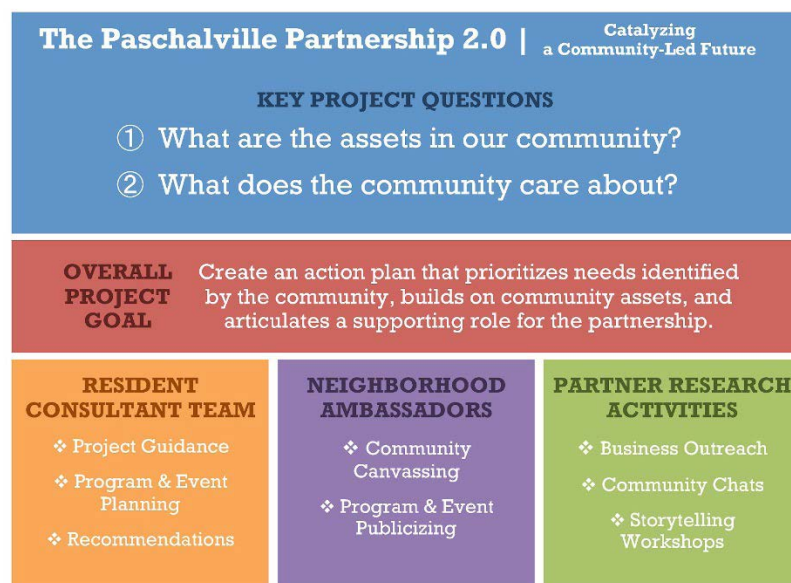 The Paschalville Partnership 2.0 | Catalyzing
a Community-Led Future
KEY PROJECT QUESTIONS
① What are the assets in our community?
② What does the community care about?
OVERALL
PROJECT
GOAL
Create an action plan that prioritizes needs identified
by the community, builds on community assets, and
articulates a supporting role for the partnership.
RESIDENT
CONSULTANT TEAM
❖ Project Guidance
❖ Program & Event
Planning
❖ Recommendations
NEIGHBORHOOD
AMBASSADORS
❖ Community
Canvassing
❖ Program & Event
Publicizing
PARTNER RESEARCH
ACTIVITIES
❖ Business Outreach
❖ Community Chats
❖ Storytelling
Workshops